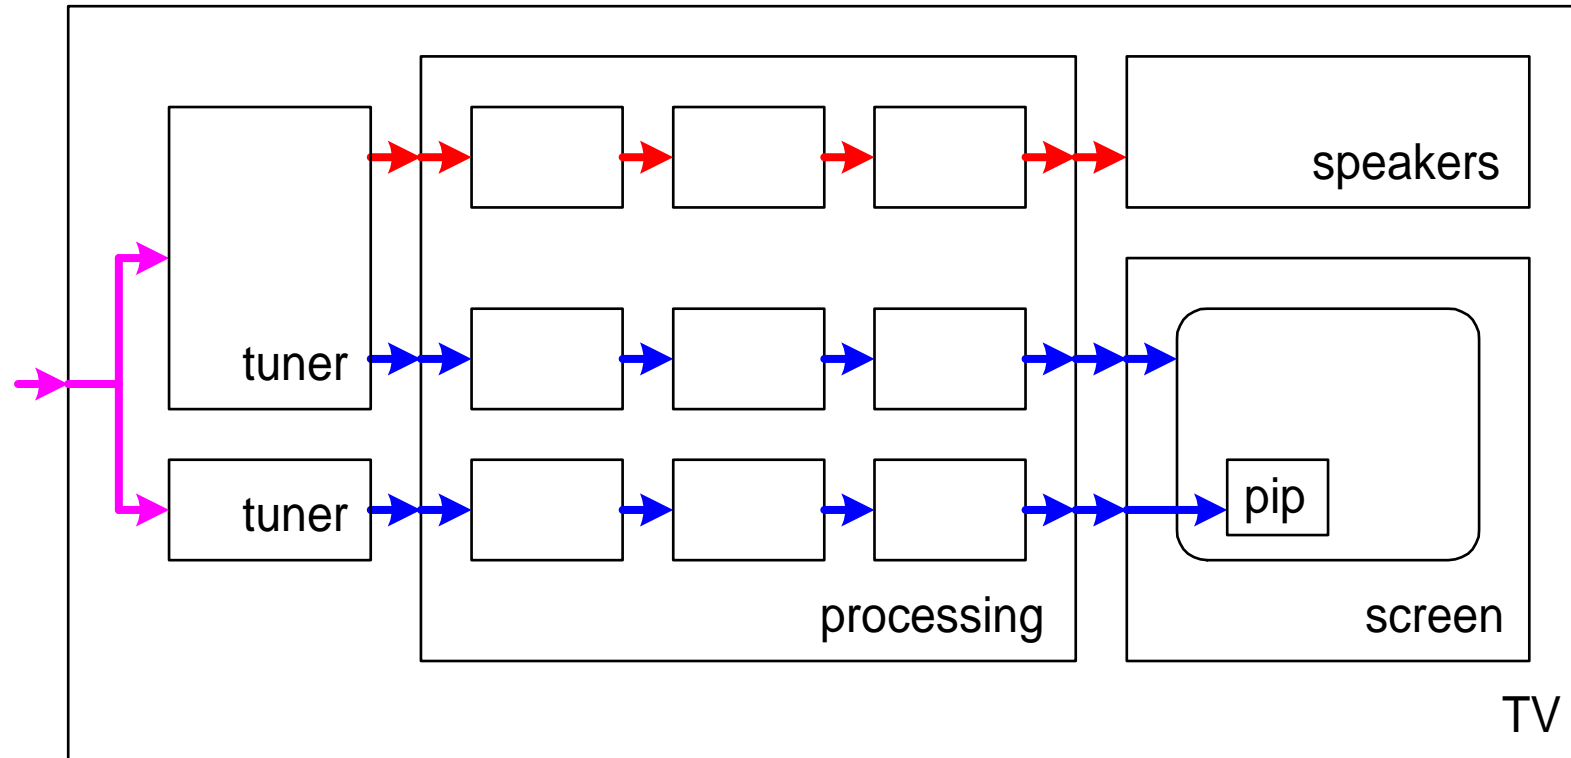 speakers
tuner
tuner
pip
processing
screen
TV